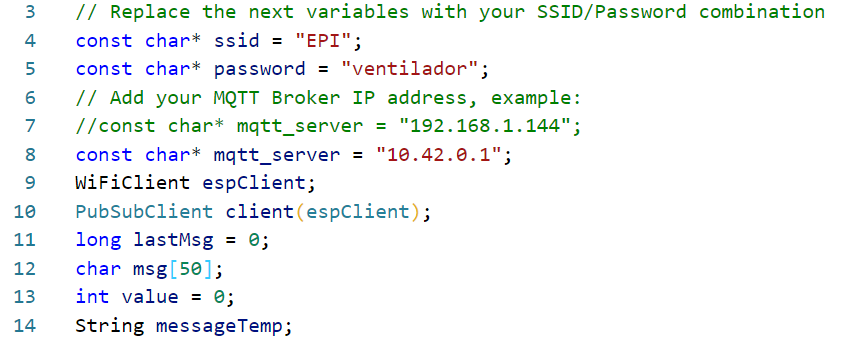 3 // Replace the next variables with your SSID/Password combination
4 const char* ssid = "EPI";
5 const char* password = "ventilador";
6 // Add your MQTT Broker IP address, example:
7 //const char* mqtt_server = "192.168.1.144";
8 const char* mqtt_server = "10.42.0.1";
9 WiFiClient espClient;
10 PubSubClient client(espClient);
11 long lastMsg = 0;
12 char msg[50];
13 int value = 0;
14 String messageTemp;